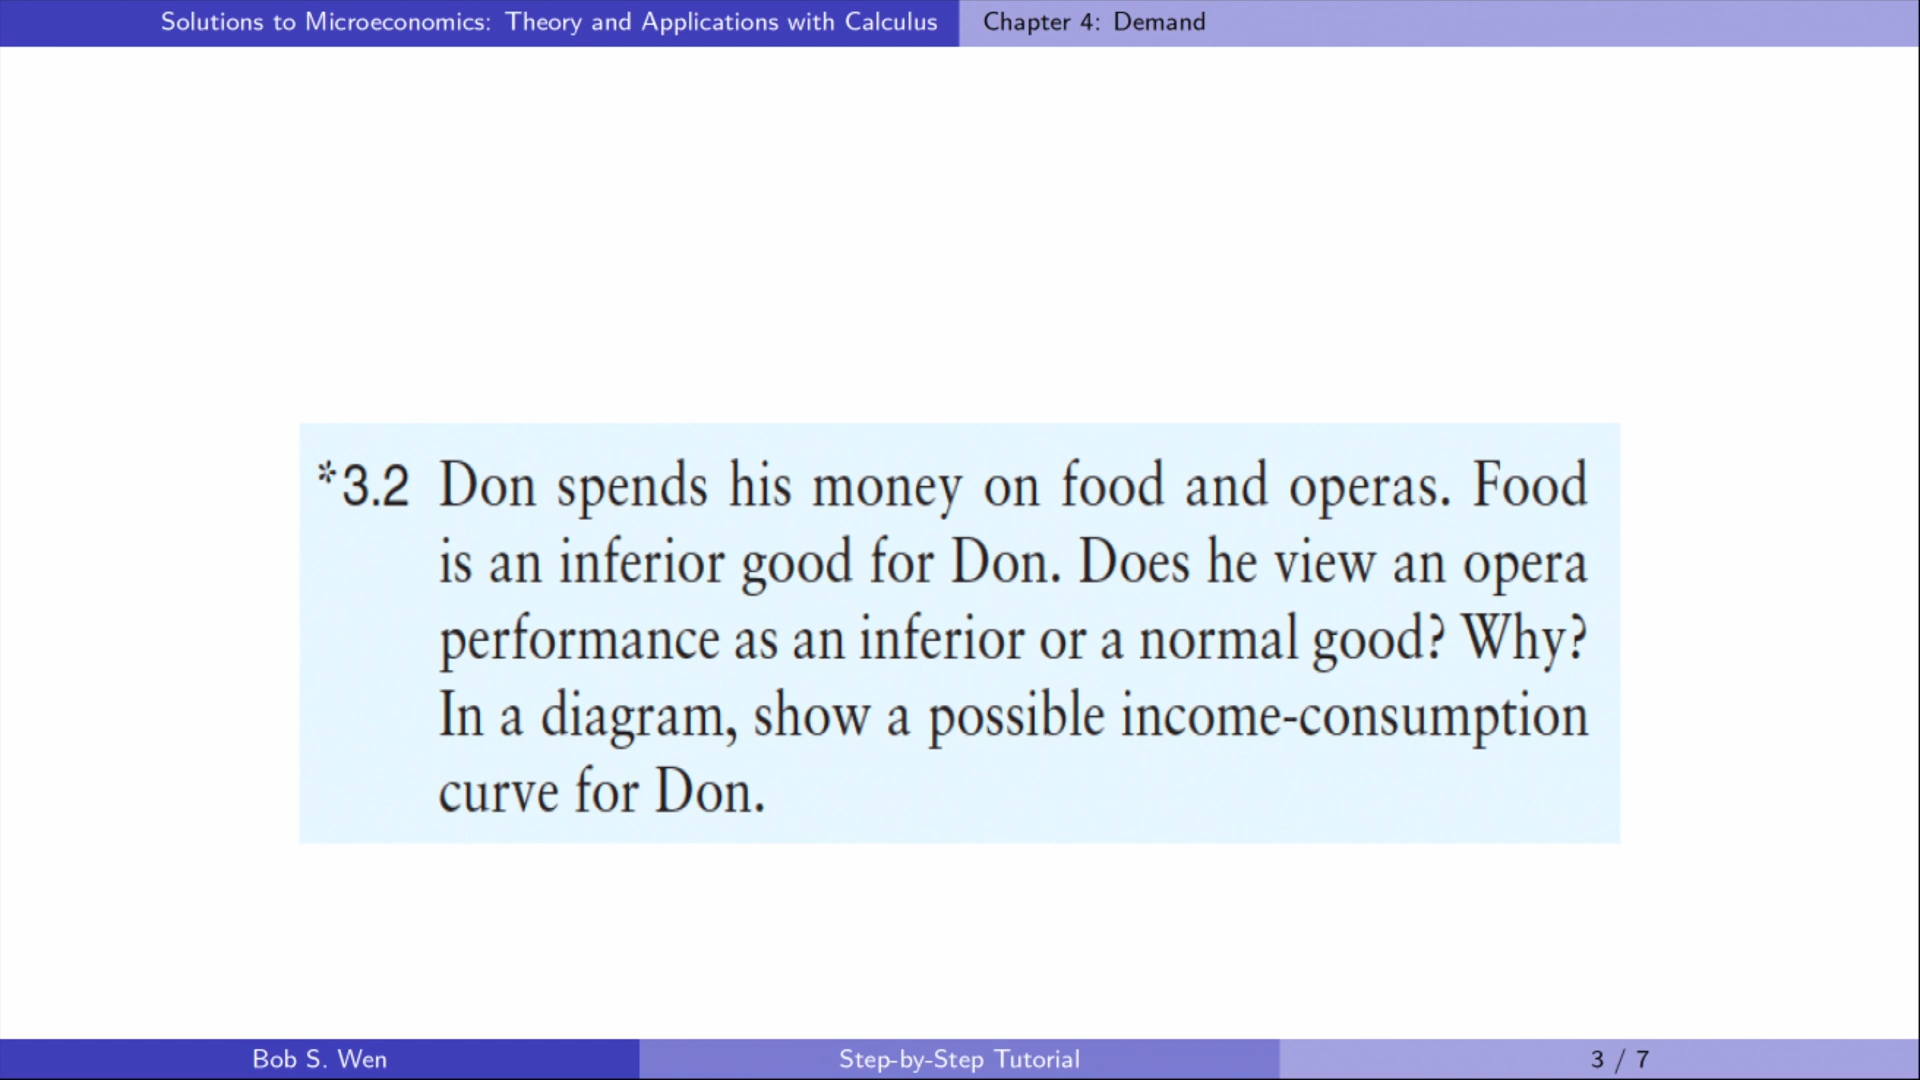 Solutions to Microeconomics: Theory and Applications with Calculus
Chapter 4: Demand
*3.2 Don spends his money on food and operas. Food
is an inferior good for Don. Does he view an opera
performance as an inferior or a normal good? Why?
In a diagram, show a possible income-consumption
curve for Don.
Bob S. Wen
Step-by-Step Tutorial
3 / 7